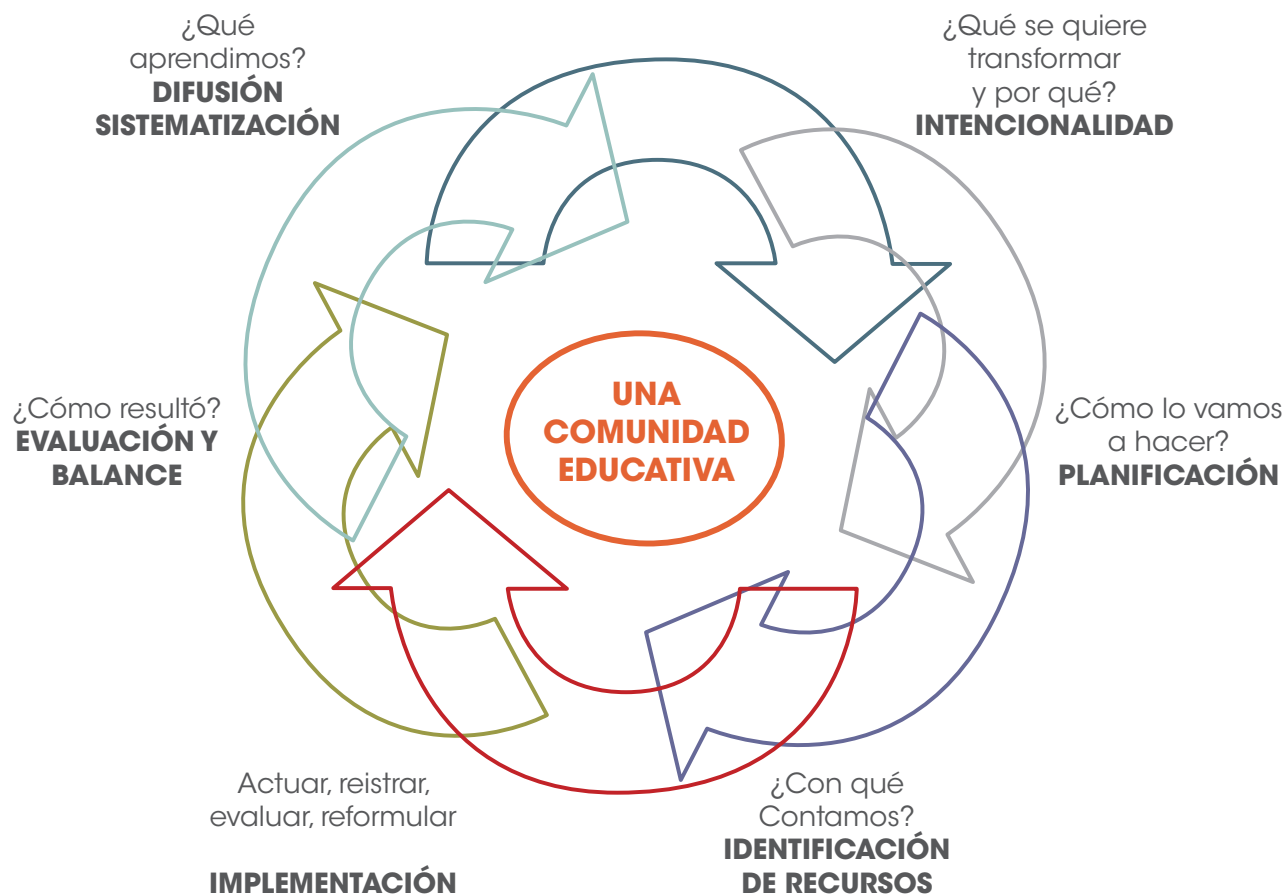 ¿Qué
aprendimos?
DIFUSIÓN
SISTEMATIZACIÓN
¿Qué se quiere
transformar
y por qué?
INTENCIONALIDAD
¿Cómo resultó?
EVALUACIÓN Y
BALANCE
UNA
COMUNIDAD
EDUCATIVA
¿Cómo lo vamos
a hacer?
PLANIFICACIÓN
Actuar, reistrar,
evaluar, reformular
IMPLEMENTACIÓN
¿Con qué
Contamos?
IDENTIFICACIÓN
DE RECURSOS